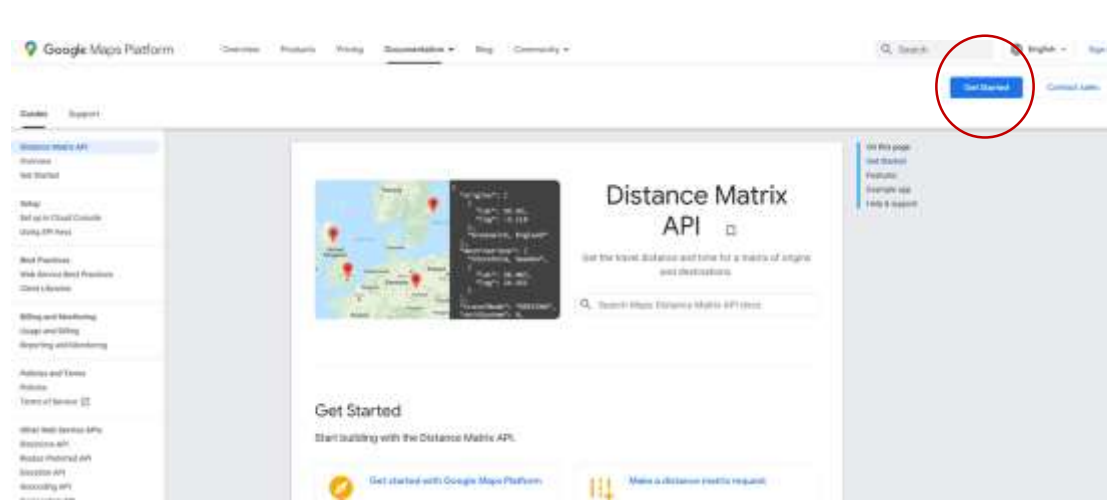 Google Maps Platform
Overview
Products
Pricing
Documentation
Blog
Community
Search
English
Get Started
Contact sales
Guides
Support
Distance Matrix API
Overview
Get Started
Setup
Set up in Cloud Console
Using API Keys
Best Practices
Web Service Best Practices
Client Libraries
Billing and Monitoring
Usage and Billing
Reporting and Monitoring
Policies and Terms
Policies
Terms of Service
Other Web Service APIs
Directions API
Elevation API
Geocoding API
"origins": [
"Greenwich, England"
"Stockholm, Sweden",
Distance Matrix
API
Get the travel distance and time for a matrix of origins
and destinations.
Search Maps Distance Matrix API docs
Get Started
Start building with the Distance Matrix API.
Get started with Google Maps Platform
Make a distance matrix request
On this page
Get Started
Features
Example app
Help & support